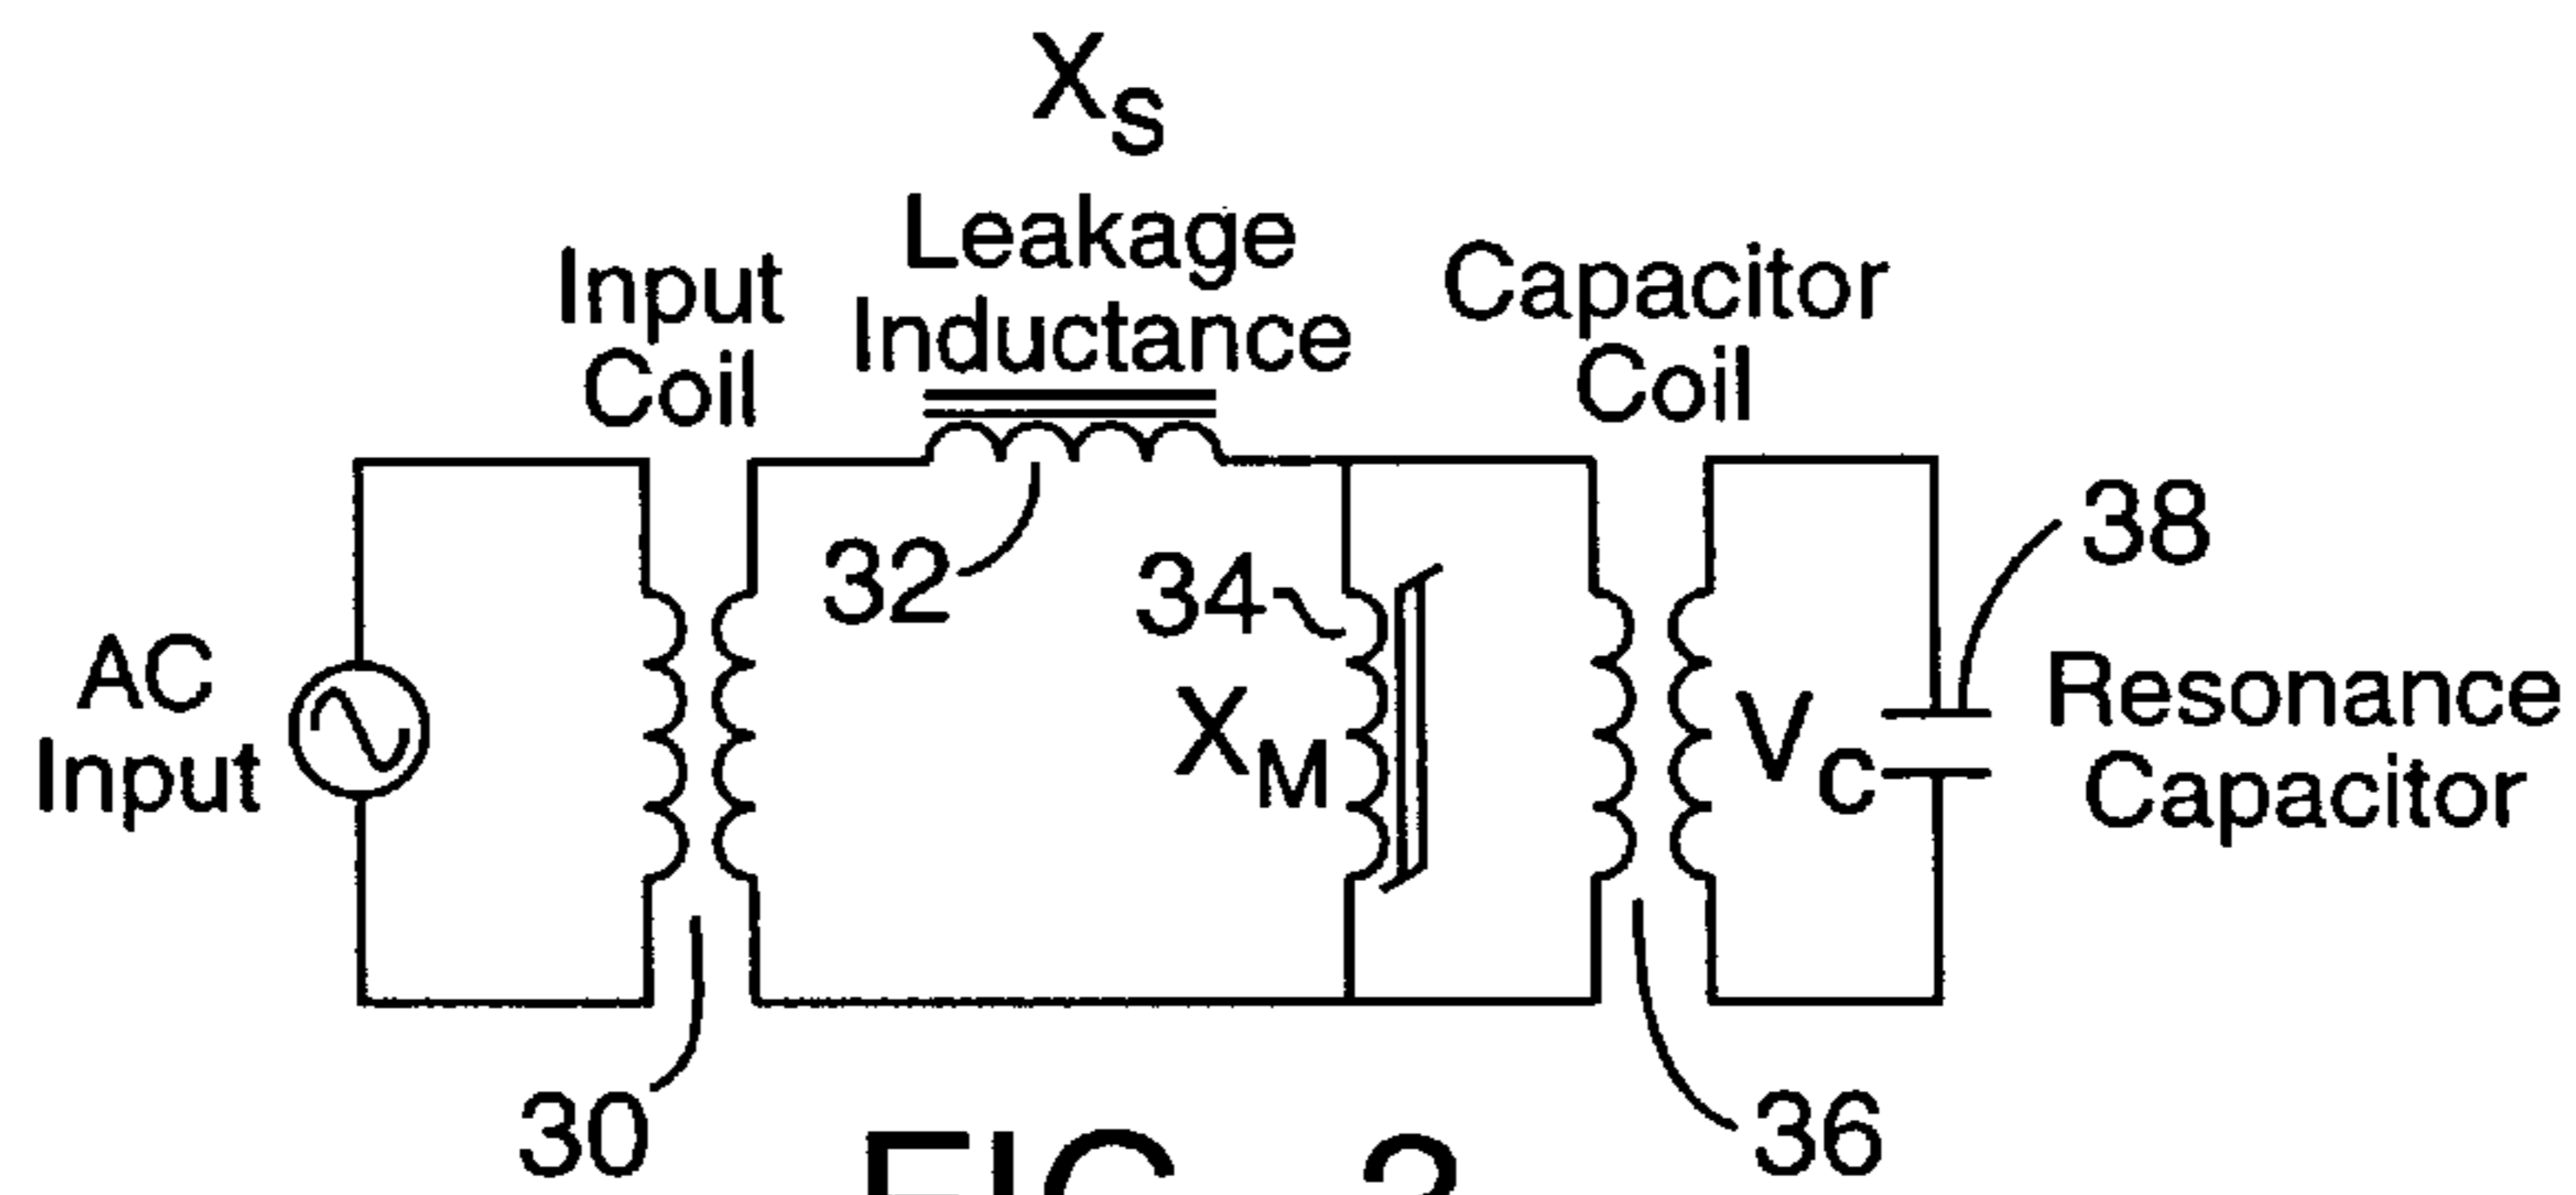 X_S
Leakage
Inductance
Input
Coil
Capacitor
Coil
32
34
38
AC
Input
X_M
V_C
Resonance
Capacitor
30
36